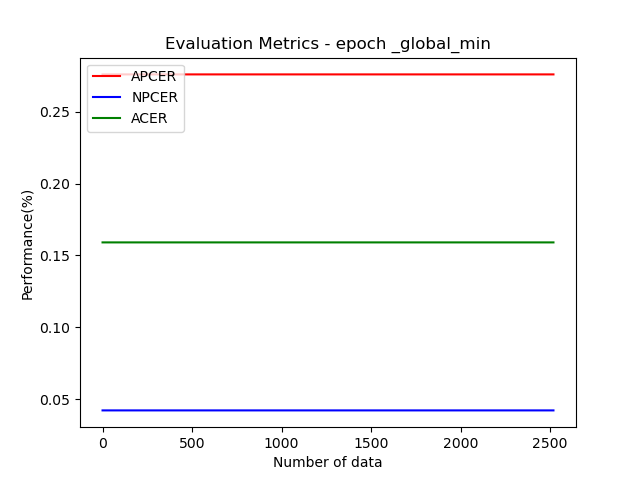 Evaluation Metrics - epoch _global_min
APCER
NPCER
ACER
Performance(%)
0.25
0.20
0.15
0.10
0.05
0
500
1000
1500
2000
2500
Number of data